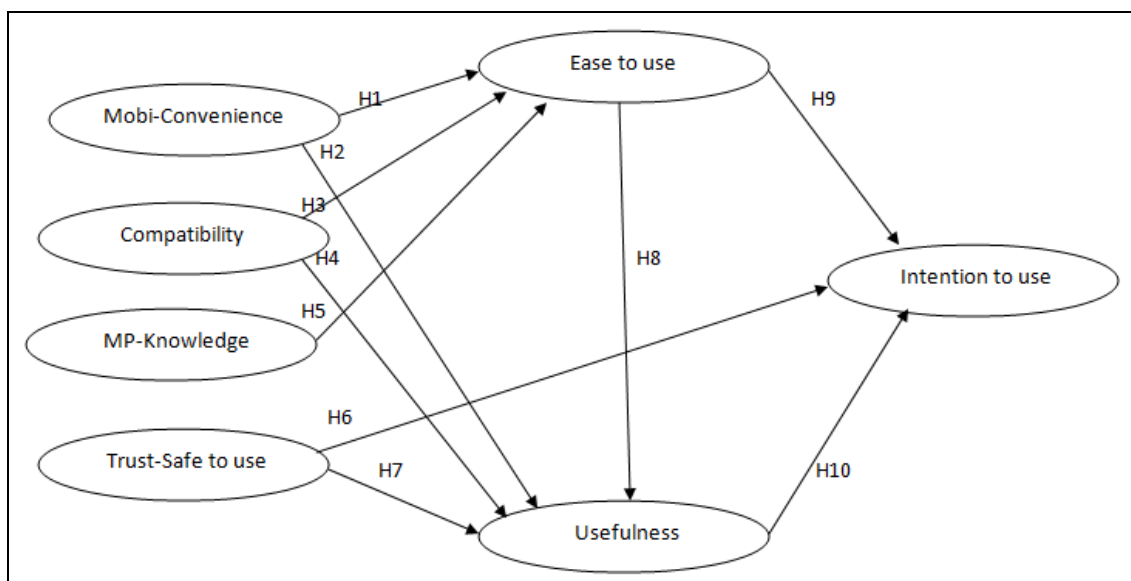 Ease to use
H1
H9
Mobi-Convenience
H2
H3
Compatibility
H4
H8
Intention to use
H5
MP-Knowledge
H6
Trust-Safe to use
H7
H10
Usefulness